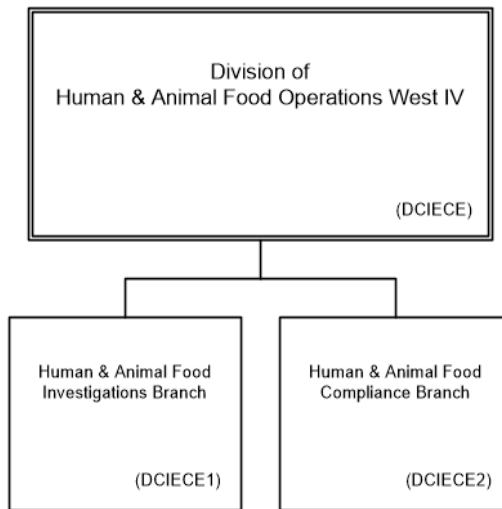 Division of
Human & Animal Food Operations West IV
(DCIECE)
Human & Animal Food
Investigations Branch
(DCIECE1)
Human & Animal Food
Compliance Branch
(DCIECE2)